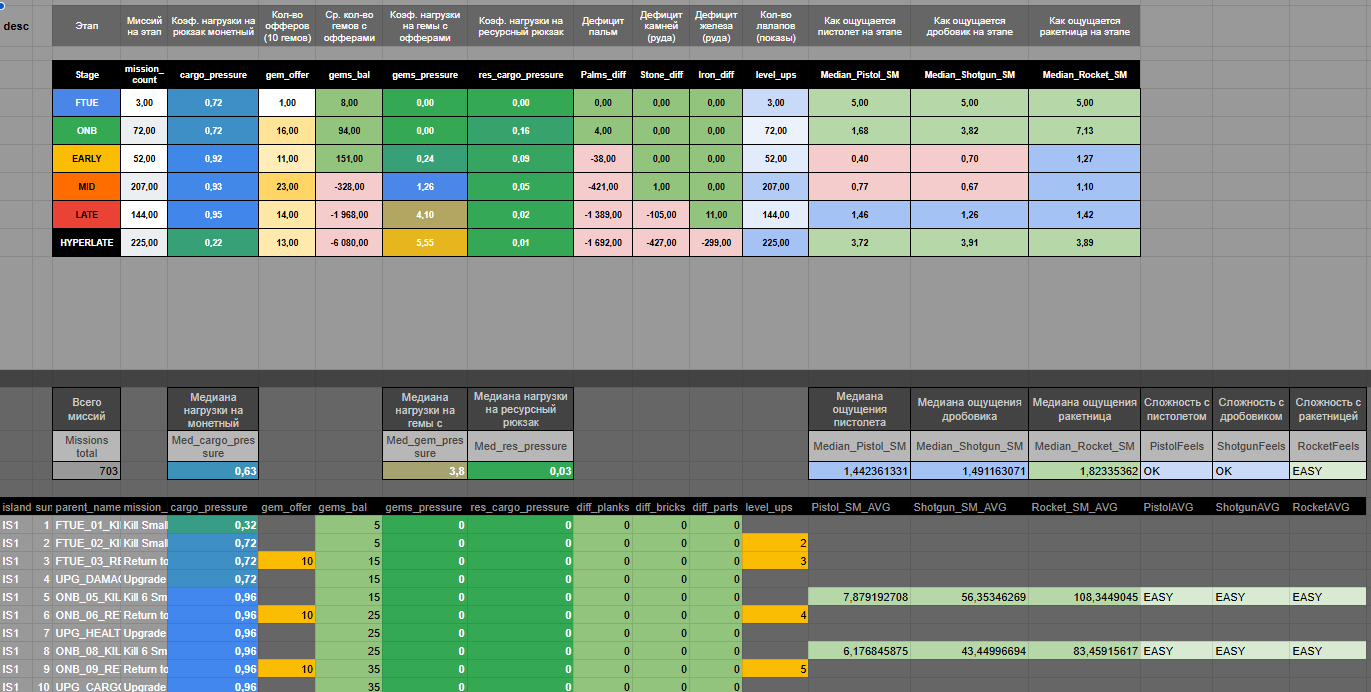 desc Этап Миссий на этап Коэф. нагрузки на рюкзак монетный Кол-во офферов (10 гемов) Ср. кол-во гемов с офферами Коэф. нагрузки на гемы с офферами Коэф. нагрузки на ресурсный рюкзак Дефицит пальм Дефицит камней (руда) Дефицит железа (руда) Кол-во лвлапов (показы) Как ощущается пистолет на этапе Как ощущается дробовик на этапе Как ощущается ракетница на этапе
Stage mission_count cargo_pressure gem_offer gems_bal gems_pressure res_cargo_pressure Palms_diff Stone_diff Iron_diff level_ups Median_Pistol_SM Median_Shotgun_SM Median_Rocket_SM
FTUE 3,00 0,72 1,00 8,00 0,00 0,00 0,00 0,00 0,00 3,00 5,00 5,00 5,00
ONB 72,00 0,72 16,00 94,00 0,00 0,16 4,00 0,00 0,00 72,00 1,68 3,82 7,13
EARLY 52,00 0,92 11,00 151,00 0,24 0,09 -38,00 0,00 0,00 52,00 0,40 0,70 1,27
MID 207,00 0,93 23,00 -328,00 1,26 0,05 -421,00 1,00 0,00 207,00 0,77 0,67 1,10
LATE 144,00 0,95 14,00 -1 968,00 4,10 0,02 -1 389,00 -105,00 11,00 144,00 1,46 1,26 1,42
HYPERLATE 225,00 0,22 13,00 -6 080,00 5,55 0,01 -1 692,00 -427,00 -299,00 225,00 3,72 3,91 3,89
Всего миссий Медиана нагрузки на монетный Медиана нагрузки на гемы с Медиана нагрузки на ресурсный рюкзак Медиана ощущения пистолета Медиана ощущения дробовика Медиана ощущения ракетница Сложность с пистолетом Сложность с дробовиком Сложность с ракетницей
Missions total Med_cargo_pressure Med_gem_pressure Med_res_pressure Median_Pistol_SM Median_Shotgun_SM Median_Rocket_SM PistolFeels ShotgunFeels RocketFeels
703 0,63 3,8 0,03 1,442361331 1,491163071 1,82335362 OK OK EASY
island sun parent_name mission_ cargo_pressure gem_offer gems_bal gems_pressure res_cargo_pressure diff_planks diff_bricks diff_parts level_ups Pistol_SM_AVG Shotgun_SM_AVG Rocket_SM_AVG PistolAVG ShotgunAVG RocketAVG
IS1 1 FTUE_01_KI Kill Smal 0,32 5 0 0 0 0 0
IS1 2 FTUE_02_KI Kill Smal 0,72 5 0 0 0 0 0 2
IS1 3 FTUE_03_RE Return to 0,72 10 15 0 0 0 0 0 3
IS1 4 UPG_DAMAG Upgrade 0,72 15 0 0 0 0 0
IS1 5 ONB_05_KIL Kill 6 Sm 0,96 15 0 0 0 0 0 7,879192708 56,35346269 108,3449045 EASY EASY EASY
IS1 6 ONB_06_RE Return to 0,96 10 25 0 0 0 0 0 4
IS1 7 UPG_HEALT Upgrade 0,96 25 0 0 0 0 0
IS1 8 ONB_08_KIL Kill 6 Sm 0,96 25 0 0 0 0 0 6,176845875 43,44996694 83,45915617 EASY EASY EASY
IS1 9 ONB_09_RE Return to 0,96 10 35 0 0 0 0 0 5
IS1 10 UPG_CARGO Upgrade 0,96 35 0 0 0 0 0